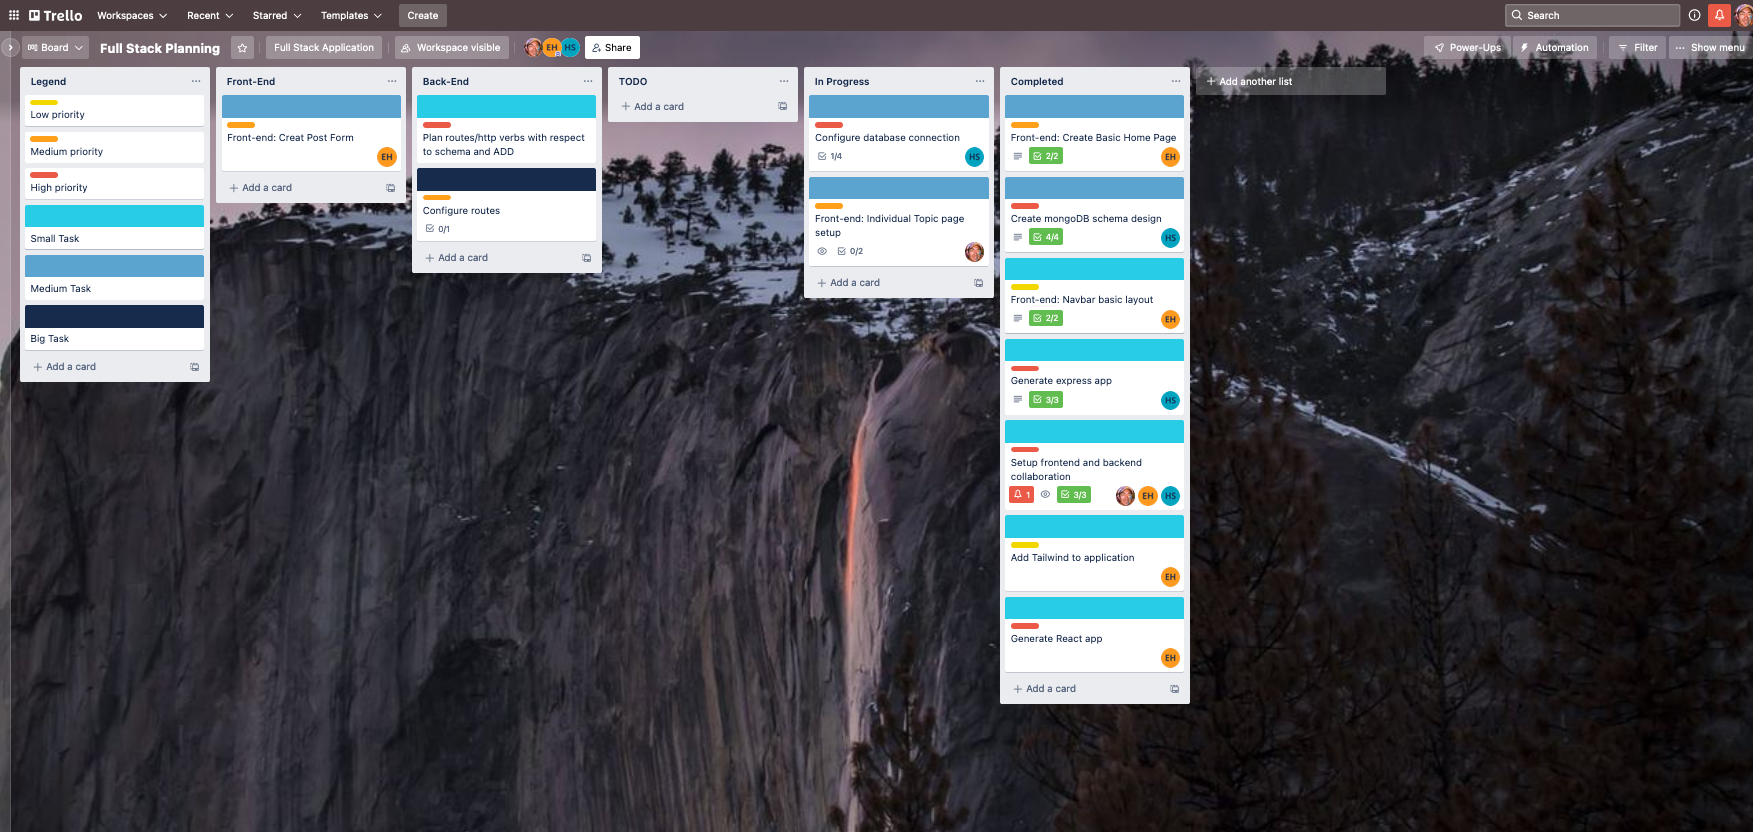 Trello
Workspaces
Recent
Starred
Templates
Create
Search
Board
Full Stack Planning
Full Stack Application
Workspace visible
EH
HS
Share
Power-Ups
Automation
Filter
Show menu
Legend
Low priority
Medium priority
High priority
Small Task
Medium Task
Big Task
+ Add a card
Front-End
Front-end: Creat Post Form
EH
+ Add a card
Back-End
Plan routes/http verbs with respect
to schema and ADD
Configure routes
0/1
+ Add a card
TODO
+ Add a card
In Progress
Configure database connection
1/4
HS
Front-end: Individual Topic page
setup
0/2
+ Add a card
Completed
Front-end: Create Basic Home Page
2/2
EH
Create mongoDB schema design
4/4
HS
Front-end: Navbar basic layout
2/2
EH
Generate express app
3/3
HS
Setup frontend and backend
collaboration
1
3/3
EH
HS
Add Tailwind to application
EH
Generate React app
EH
+ Add a card
+ Add another list